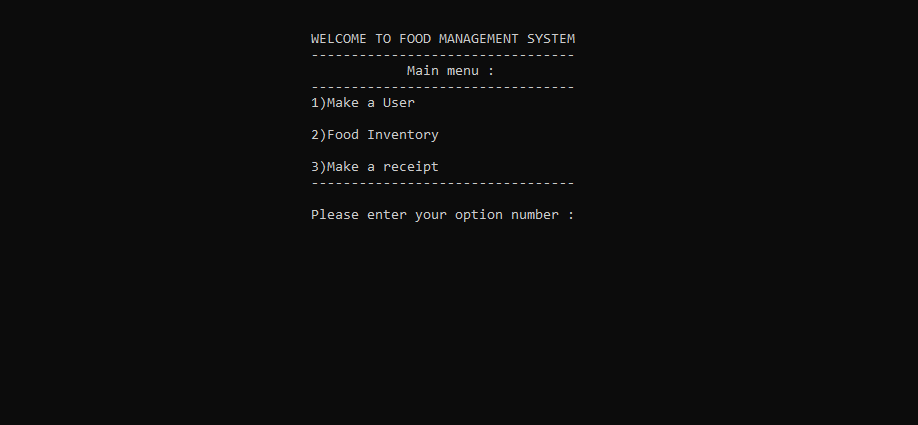 WELCOME TO FOOD MANAGEMENT SYSTEM
---------------------------------
Main menu :
---------------------------------
1)Make a User
2)Food Inventory
3)Make a receipt
---------------------------------
Please enter your option number :